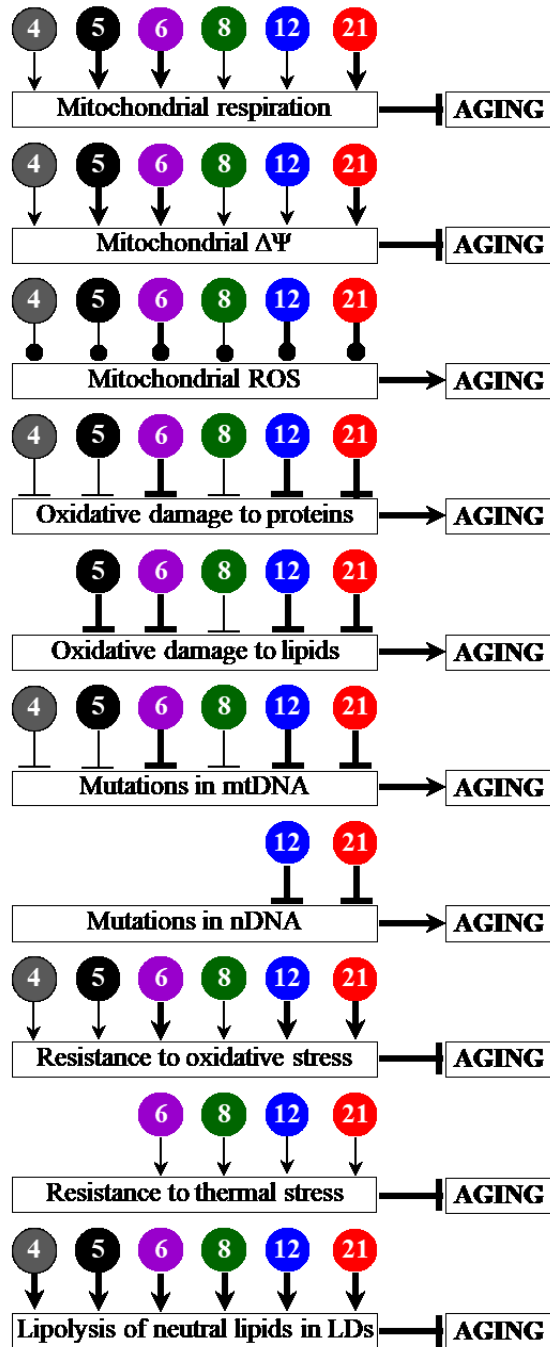 4 5 6 8 12 21
Mitochondrial respiration AGING
4 5 6 8 12 21
Mitochondrial ΔΨ AGING
4 5 6 8 12 21
Mitochondrial ROS AGING
4 5 6 8 12 21
Oxidative damage to proteins AGING
5 6 8 12 21
Oxidative damage to lipids AGING
4 5 6 8 12 21
Mutations in mtDNA AGING
12 21
Mutations in nDNA AGING
4 5 6 8 12 21
Resistance to oxidative stress AGING
6 8 12 21
Resistance to thermal stress AGING
4 5 6 8 12 21
Lipolysis of neutral lipids in LDs AGING